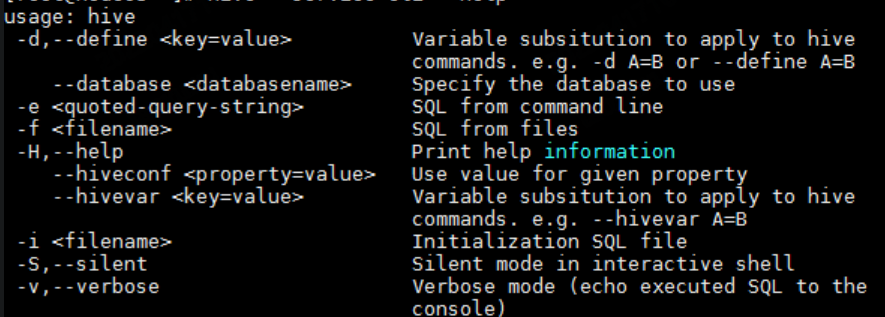 usage: hive
-d,--define <key=value> Variable subsitution to apply to hive
commands. e.g. -d A=B or --define A=B
--database <databasename> Specify the database to use
-e <quoted-query-string> SQL from command line
-f <filename> SQL from files
-H,--help Print help information
--hiveconf <property=value> Use value for given property
--hivevar <key=value> Variable subsitution to apply to hive
commands. e.g. --hivevar A=B
-i <filename> Initialization SQL file
-S,--silent Silent mode in interactive shell
-v,--verbose Verbose mode (echo executed SQL to the
console)